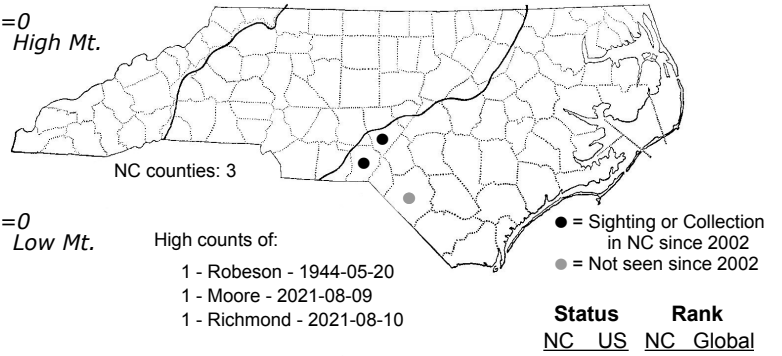 =0
High Mt.
NC counties: 3
=0
Low Mt.
High counts of:
1 - Robeson - 1944-05-20
1 - Moore - 2021-08-09
1 - Richmond - 2021-08-10
● = Sighting or Collection
in NC since 2002
● = Not seen since 2002
Status Rank
NC US NC Global